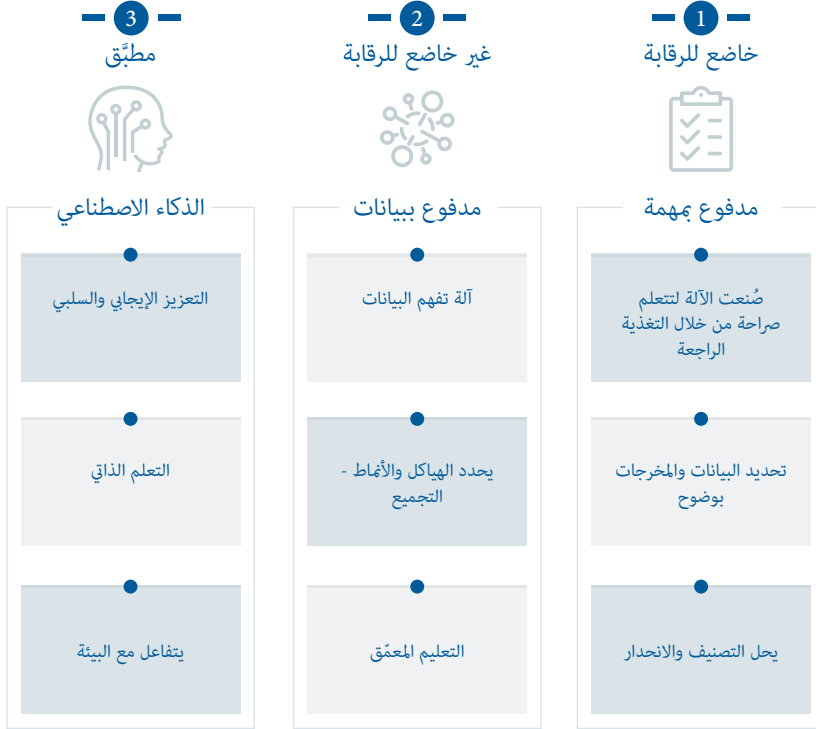 1
خاضع للرقابة
مدفوع بمهمة
صُنعت الآلة لتتعلم
صراحة من خلال التغذية
الراجعة
تحديد البيانات والمخرجات
بوضوح
يحل التصنيف والانحدار
2
غير خاضع للرقابة
مدفوع ببيانات
آلة تفهم البيانات
يحدد الهياكل والأنماط -
التجميع
التعليم المعمّق
3
مطبَّق
الذكاء الاصطناعي
التعزيز الإيجابي والسلبي
التعلم الذاتي
يتفاعل مع البيئة